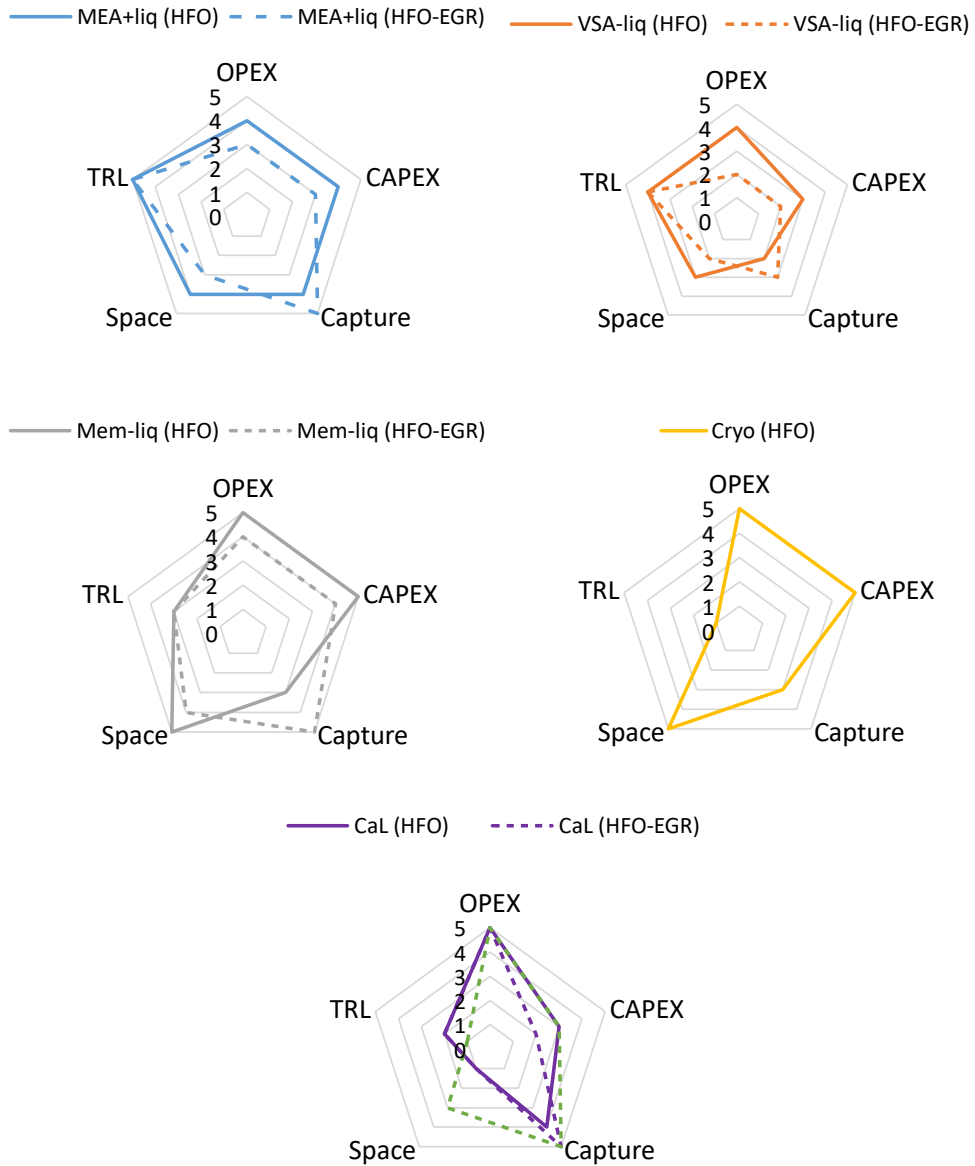 MEA+liq (HFO) MEA+liq (HFO-EGR)
OPEX
5
4
3
2
1
0
TRL
CAPEX
Space
Capture
VSA-liq (HFO) VSA-liq (HFO-EGR)
OPEX
5
4
3
2
1
0
TRL
CAPEX
Space
Capture
Mem-liq (HFO) Mem-liq (HFO-EGR)
OPEX
5
4
3
2
1
0
TRL
CAPEX
Space
Capture
Cryo (HFO)
OPEX
5
4
3
2
1
0
TRL
CAPEX
Space
Capture
CaL (HFO) CaL (HFO-EGR)
OPEX
5
4
3
2
1
0
TRL
CAPEX
Space
Capture